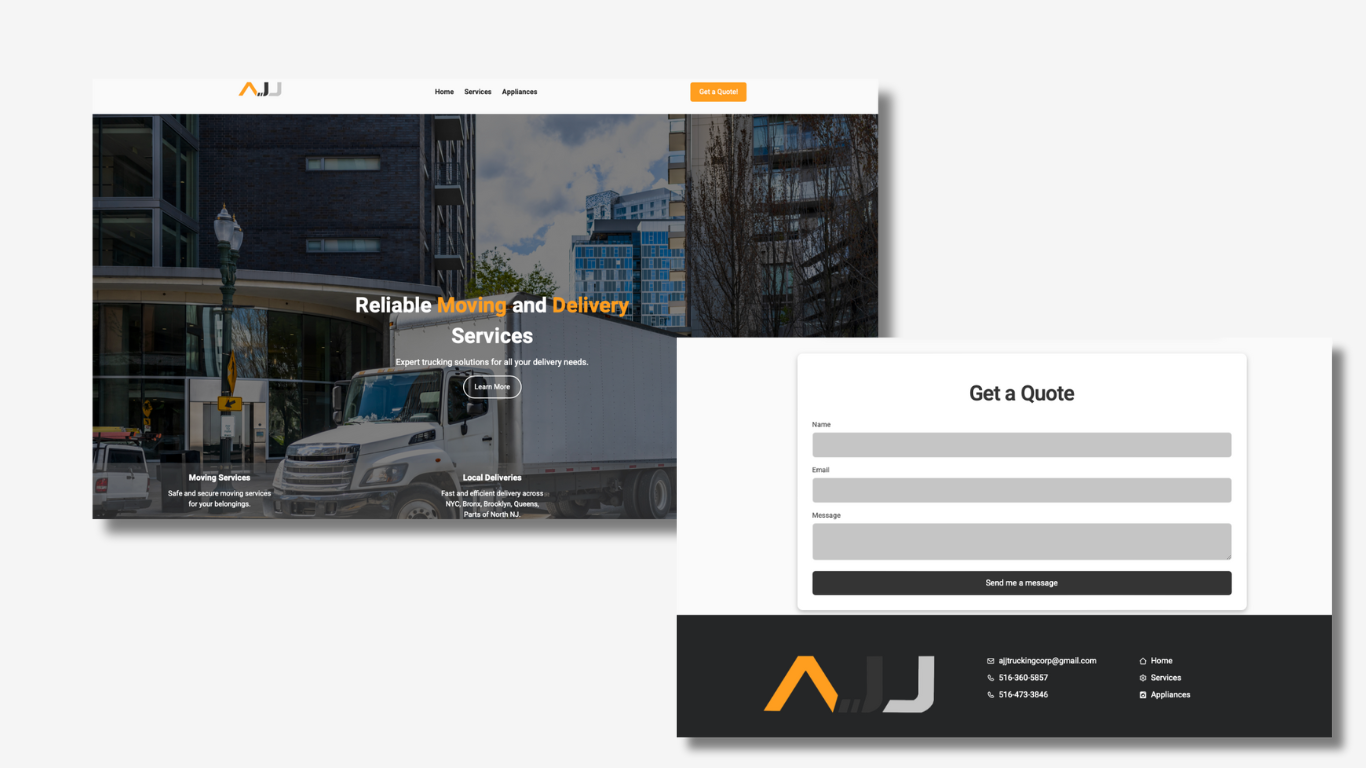 AJJ
Home Services Appliances
Get a Quote!
Reliable Moving and Delivery
Services
Expert trucking solutions for all your delivery needs.
Learn More
Moving Services
Safe and secure moving services
for your belongings.
Local Deliveries
Fast and efficient delivery across
NYC, Bronx, Brooklyn, Queens,
Parts of North NJ.
Get a Quote
Name
Email
Message
Send me a message
AJJ
ajjtruckingcorp@gmail.com
516-360-5857
516-473-3846
Home
Services
Appliances